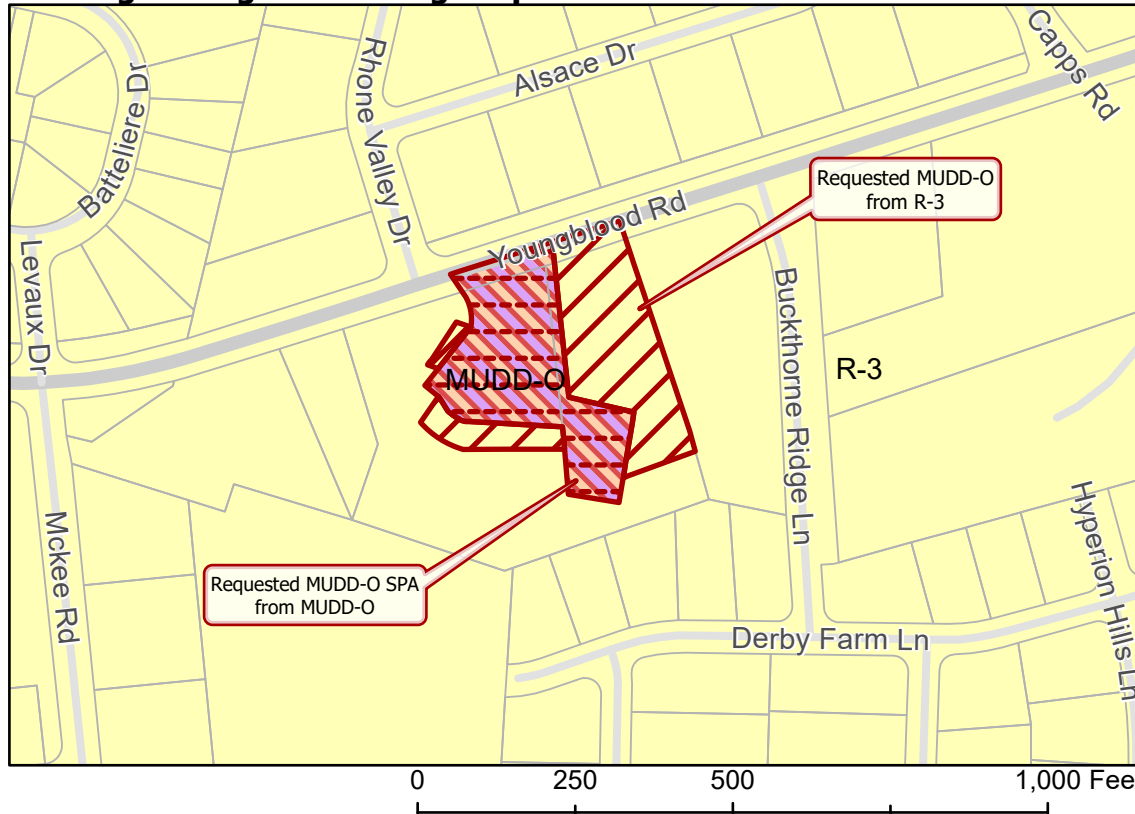 Capps Rd
Alsace Dr
Rhone Valley Dr
Batteliere Dr
Requested MUDD-O
from R-3
Youngblood Rd
Levaux Dr
Buckthorne Ridge Ln
R-3
MUDD-O
Mckee Rd
Hyperion Hills Ln
Requested MUDD-O SPA
from MUDD-O
Derby Farm Ln
0 250 500 1,000 Fee